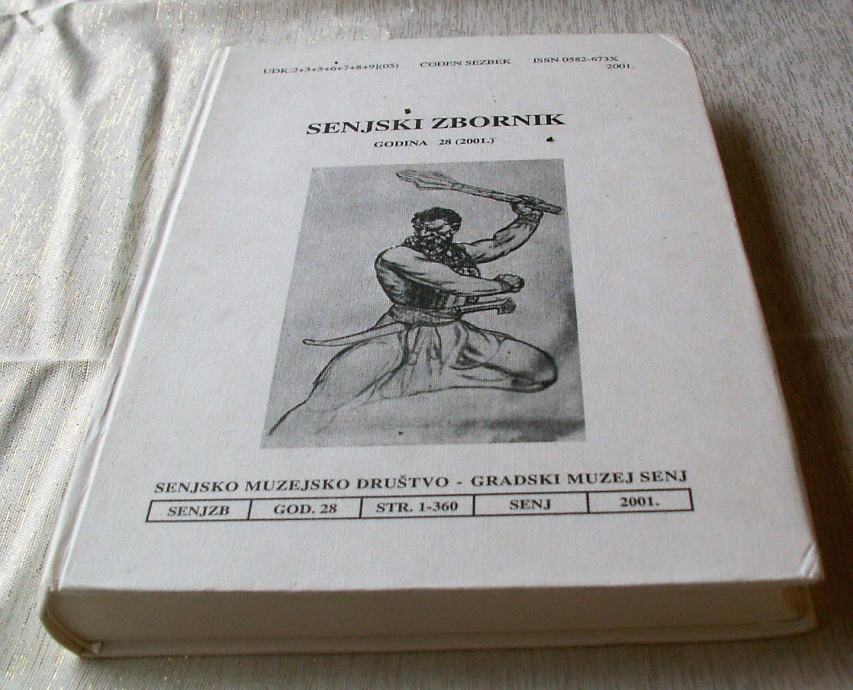 UDK:2+3+5+6+7+8+9](05) CODEN SEZBEK ISSN 0582-673X
2001.
SENJSKI ZBORNIK
GODINA 28 (2001.)
SENJSKO MUZEJSKO DRUŠTVO - GRADSKI MUZEJ SENJ
SENJZB GOD. 28 STR. 1-360 SENJ 2001.